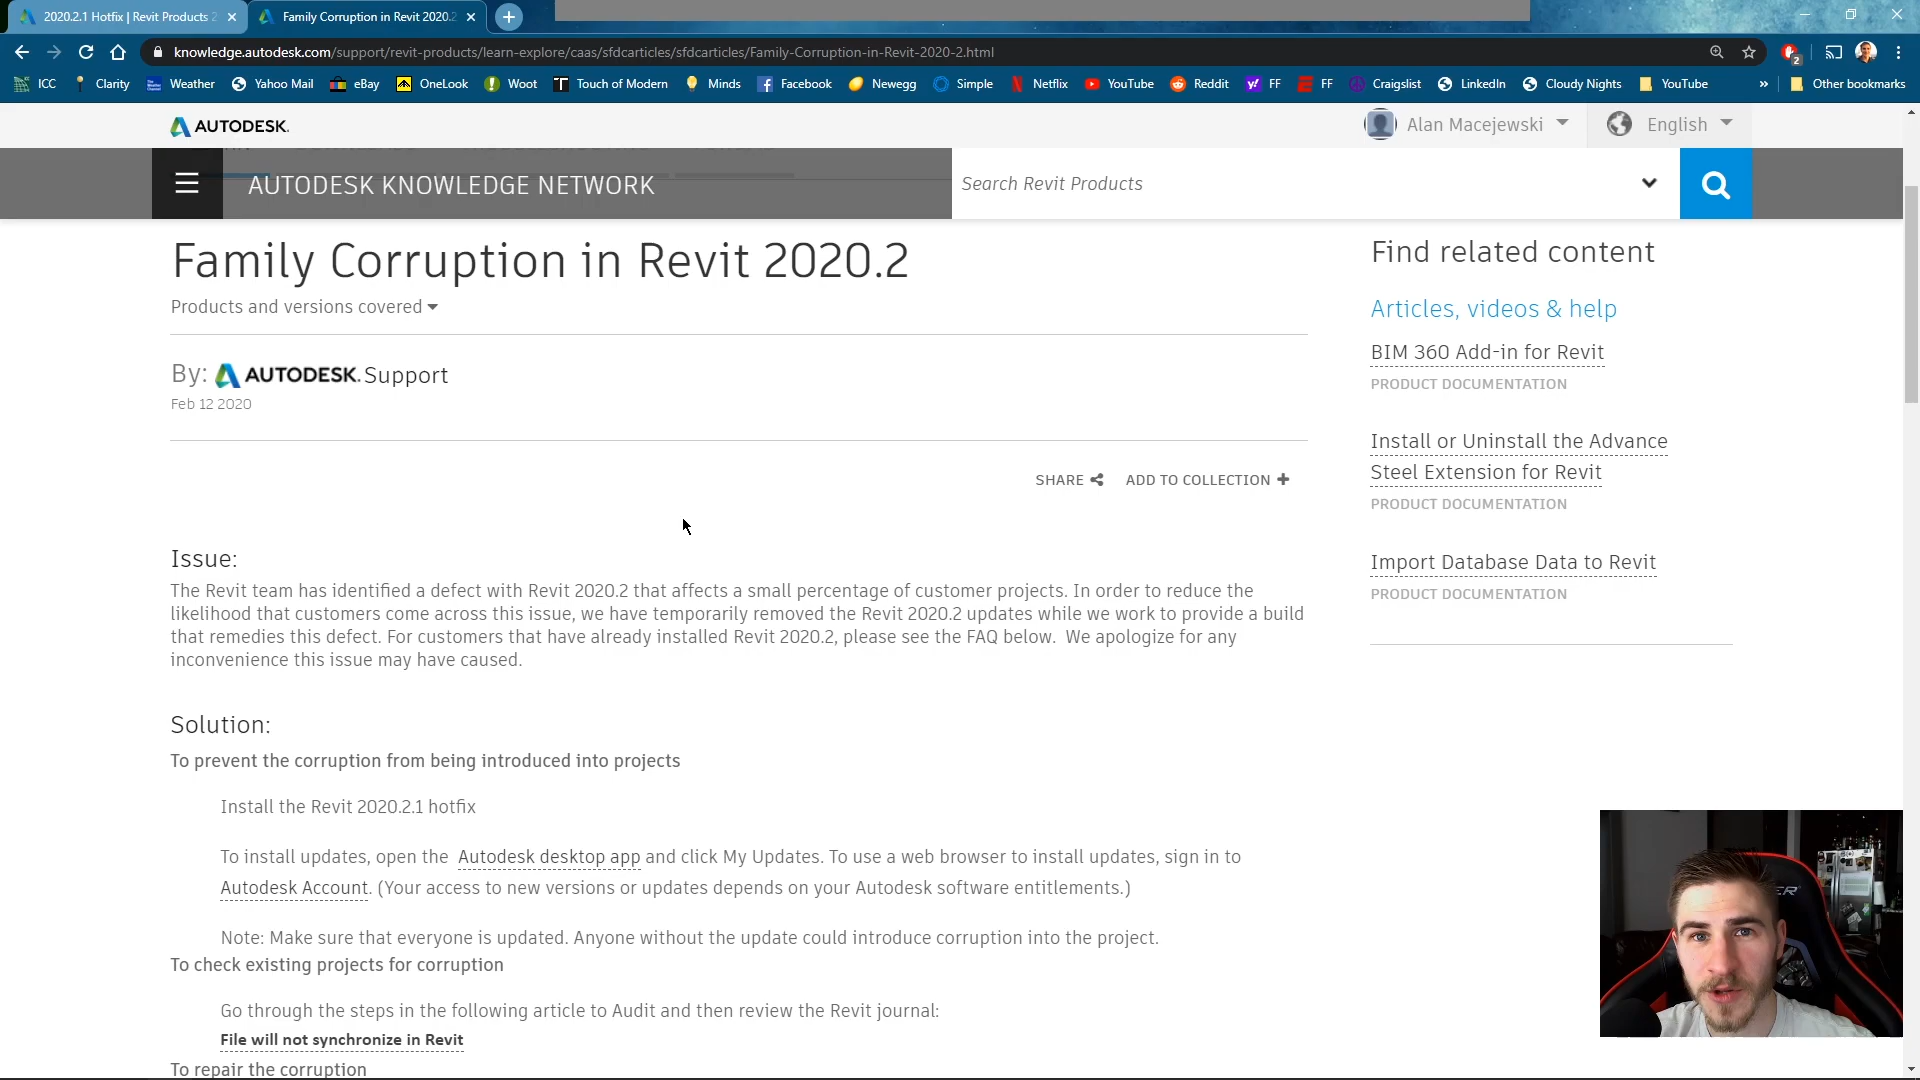 2020.2.1 Hotfix | Revit Products 2
Family Corruption in Revit 2020.2
knowledge.autodesk.com/support/revit-products/learn-explore/caas/sfdcarticles/sfdcarticles/Family-Corruption-in-Revit-2020-2.html
2
ICC Clarity Weather Yahoo Mail eBay OneLook Woot Touch of Modern Minds Facebook Newegg Simple Netflix YouTube Reddit FF FF Craigslist LinkedIn Cloudy Nights YouTube » Other bookmarks
AUTODESK.
Alan Macejewski English
AUTODESK KNOWLEDGE NETWORK
Search Revit Products
Family Corruption in Revit 2020.2
Products and versions covered
By: AUTODESK. Support
Feb 12 2020
SHARE ADD TO COLLECTION
Issue:
The Revit team has identified a defect with Revit 2020.2 that affects a small percentage of customer projects. In order to reduce the
likelihood that customers come across this issue, we have temporarily removed the Revit 2020.2 updates while we work to provide a build
that remedies this defect. For customers that have already installed Revit 2020.2, please see the FAQ below.  We apologize for any
inconvenience this issue may have caused.
Solution:
To prevent the corruption from being introduced into projects
Install the Revit 2020.2.1 hotfix
To install updates, open the Autodesk desktop app and click My Updates. To use a web browser to install updates, sign in to
Autodesk Account. (Your access to new versions or updates depends on your Autodesk software entitlements.)
Note: Make sure that everyone is updated. Anyone without the update could introduce corruption into the project.
To check existing projects for corruption
Go through the steps in the following article to Audit and then review the Revit journal:
File will not synchronize in Revit
To repair the corruption
Find related content
Articles, videos & help
BIM 360 Add-in for Revit
PRODUCT DOCUMENTATION
Install or Uninstall the Advance
Steel Extension for Revit
PRODUCT DOCUMENTATION
Import Database Data to Revit
PRODUCT DOCUMENTATION